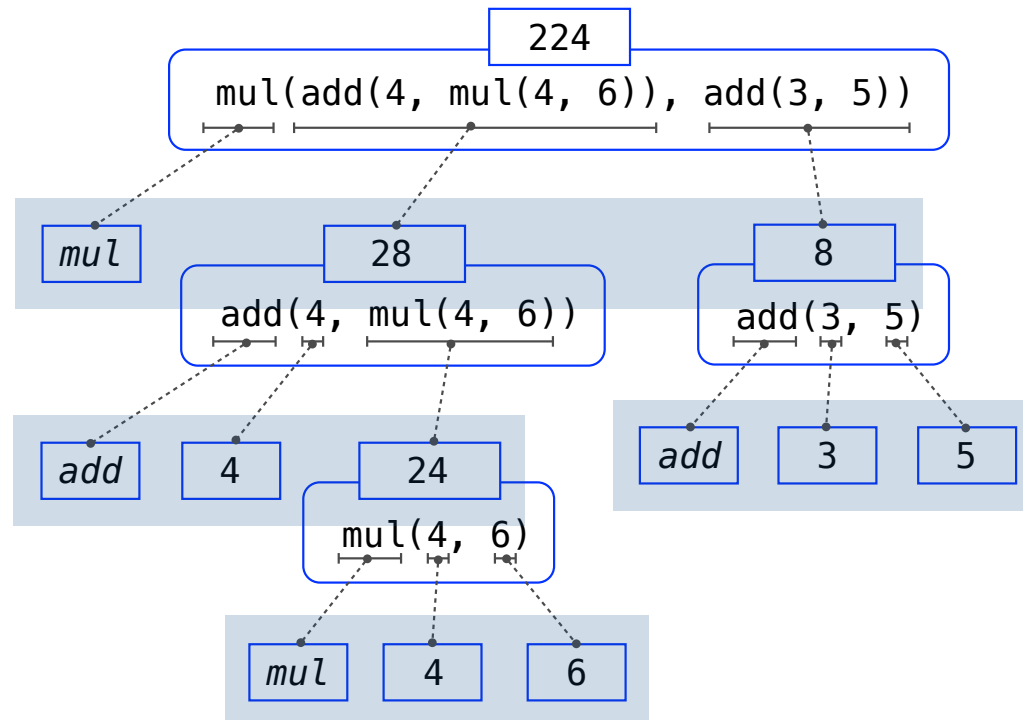 224
mul(add(4, mul(4, 6)), add(3, 5))
mul 28 8
add(4, mul(4, 6)) add(3, 5)
add 4 24 add 3 5
mul(4, 6)
mul 4 6